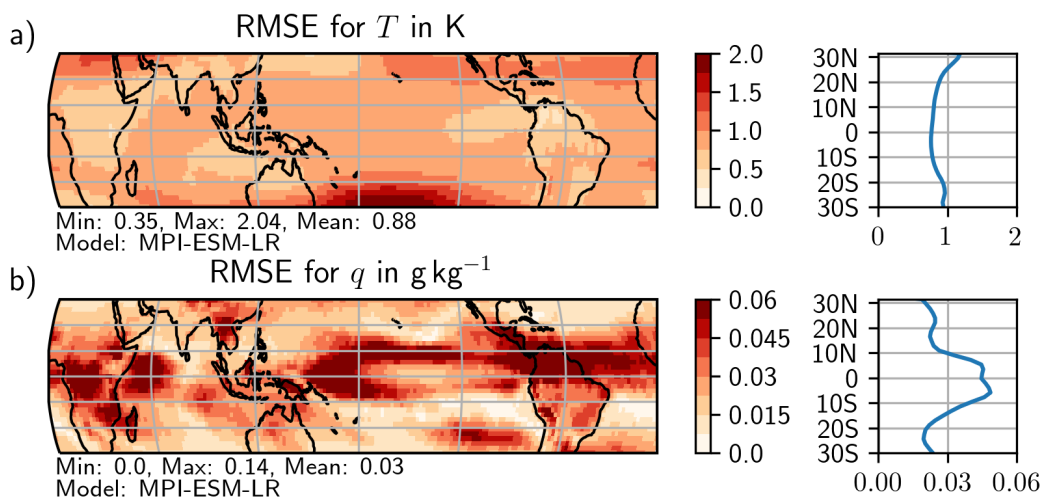 a)
RMSE for T in K
2.0
1.5
1.0
0.5
0.0
30N
20N
10N
0
10S
20S
30S
0 1 2
Min: 0.35, Max: 2.04, Mean: 0.88
Model: MPI-ESM-LR
b)
RMSE for q in g kg⁻¹
0.06
0.045
0.03
0.015
0.0
30N
20N
10N
0
10S
20S
30S
0.00 0.03 0.06
Min: 0.0, Max: 0.14, Mean: 0.03
Model: MPI-ESM-LR